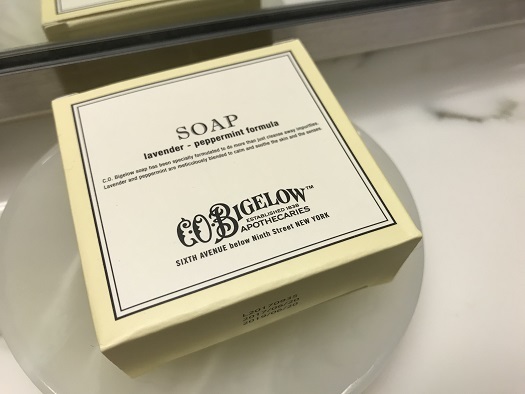 SOAP
lavender - peppermint formula
C.O. Bigelow soap has been specially formulated to do more than just cleanse away impurities.
Lavender and peppermint are meticulously blended to calm and soothe the skin and the senses.
C.O. BIGELOW™
ESTABLISHED 1838
APOTHECARIES
SIXTH AVENUE below Ninth Street NEW YORK